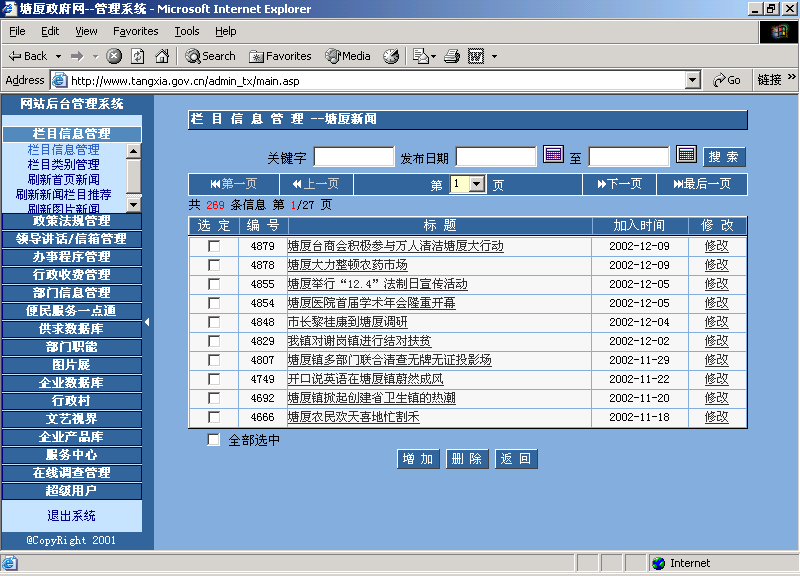 塘厦政府网--管理系统 - Microsoft Internet Explorer
File Edit View Favorites Tools Help
Back Search Favorites Media
Address http://www.tangxia.gov.cn/admin_tx/main.asp Go 链接 »
网站后台管理系统
栏目信息管理
栏目信息管理
栏目类别管理
刷新首页新闻
刷新新闻栏目推荐
刷新图片新闻
政策法规管理
领导讲话/信箱管理
办事程序管理
行政收费管理
部门信息管理
便民服务一点通
供求数据库
部门职能
图片展
企业数据库
行政村
文艺视界
企业产品库
服务中心
在线调查管理
超级用户
退出系统
@CopyRight 2001
栏 目 信 息 管 理 --塘厦新闻
关键字 发布日期 至 搜 索
第一页 上一页 第 1 页 下一页 最后一页
共 269 条信息 第 1/27 页
选 定 编 号 标 题 加入时间 修 改
4879 塘厦台商会积极参与万人清洁塘厦大行动 2002-12-09 修改
4878 塘厦大力整顿农药市场 2002-12-09 修改
4855 塘厦举行“12.4”法制日宣传活动 2002-12-05 修改
4854 塘厦医院首届学术年会隆重开幕 2002-12-05 修改
4848 市长黎桂康到塘厦调研 2002-12-04 修改
4829 我镇对谢岗镇进行结对扶贫 2002-12-02 修改
4807 塘厦镇多部门联合清查无牌无证投影场 2002-11-29 修改
4749 开口说英语在塘厦镇蔚然成风 2002-11-22 修改
4692 塘厦镇掀起创建省卫生镇的热潮 2002-11-20 修改
4666 塘厦农民欢天喜地忙割禾 2002-11-18 修改
全部选中
增 加 删 除 返 回
Internet